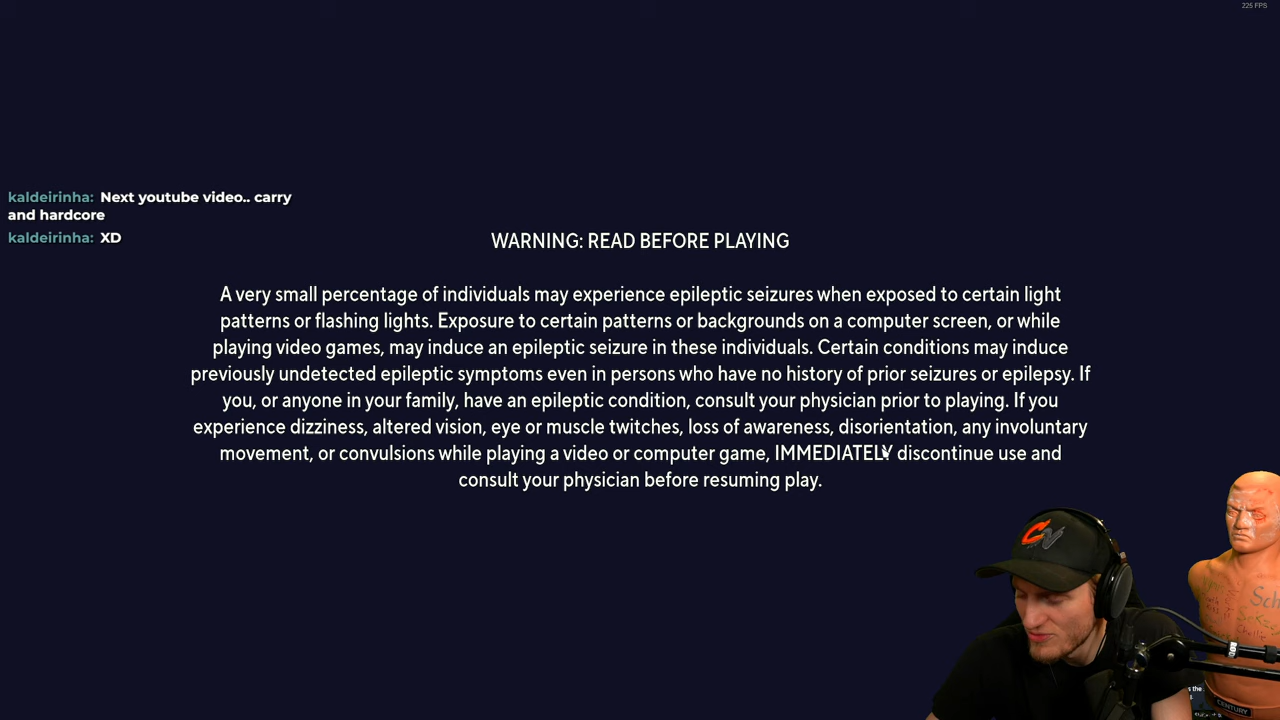 225 FPS
kaldeirinha: Next youtube video.. carry
and hardcore
kaldeirinha: XD
WARNING: READ BEFORE PLAYING
A very small percentage of individuals may experience epileptic seizures when exposed to certain light
patterns or flashing lights. Exposure to certain patterns or backgrounds on a computer screen, or while
playing video games, may induce an epileptic seizure in these individuals. Certain conditions may induce
previously undetected epileptic symptoms even in persons who have no history of prior seizures or epilepsy. If
you, or anyone in your family, have an epileptic condition, consult your physician prior to playing. If you
experience dizziness, altered vision, eye or muscle twitches, loss of awareness, disorientation, any involuntary
movement, or convulsions while playing a video or computer game, IMMEDIATELY discontinue use and
consult your physician before resuming play.
CV
Sch
RODE
CENTURY